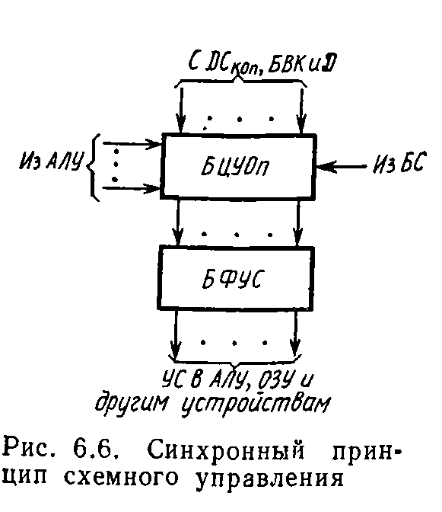 С DCкоп, БВК и D
Из АЛУ
БЦУОп
Из БС
БФУС
УС в АЛУ, ОЗУ и
другим устройствам
Рис. 6.6. Синхронный прин-
цип схемного управления